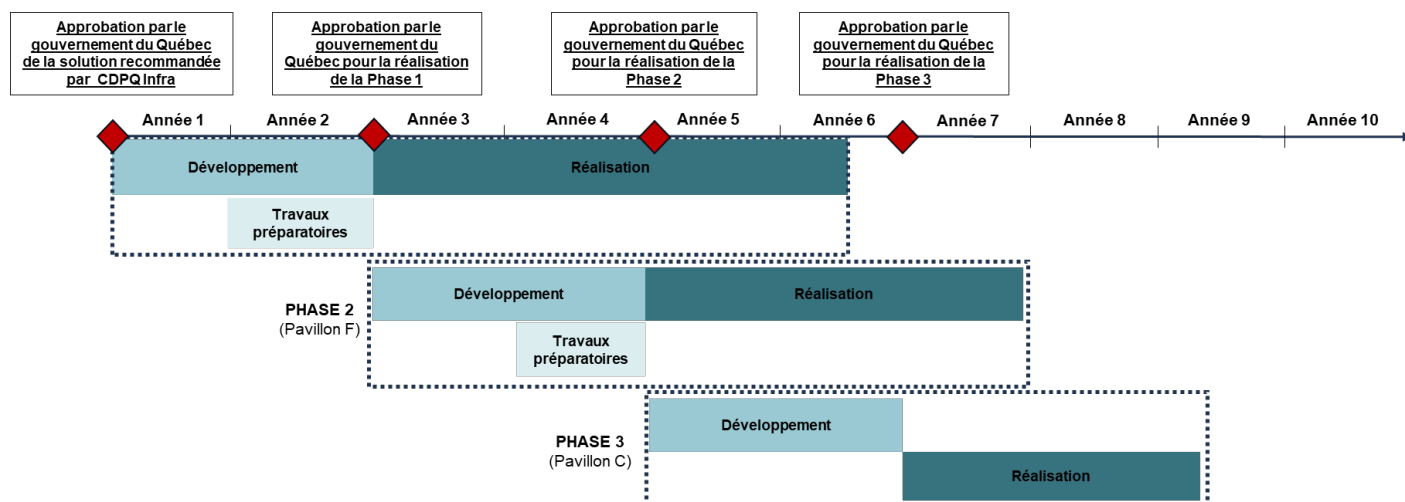 Approbation par le
gouvernement du Québec
de la solution recommandée
par CDPQ Infra
Approbation par le
gouvernement du
Québec pour la réalisation
de la Phase 1
Approbation par le
gouvernement du Québec
pour la réalisation de la
Phase 2
Approbation par le
gouvernement du Québec
pour la réalisation de la
Phase 3
Année 1
Année 2
Année 3
Année 4
Année 5
Année 6
Année 7
Année 8
Année 9
Année 10
Développement
Réalisation
Travaux
préparatoires
PHASE 2
(Pavillon F)
Développement
Réalisation
Travaux
préparatoires
PHASE 3
(Pavillon C)
Développement
Réalisation